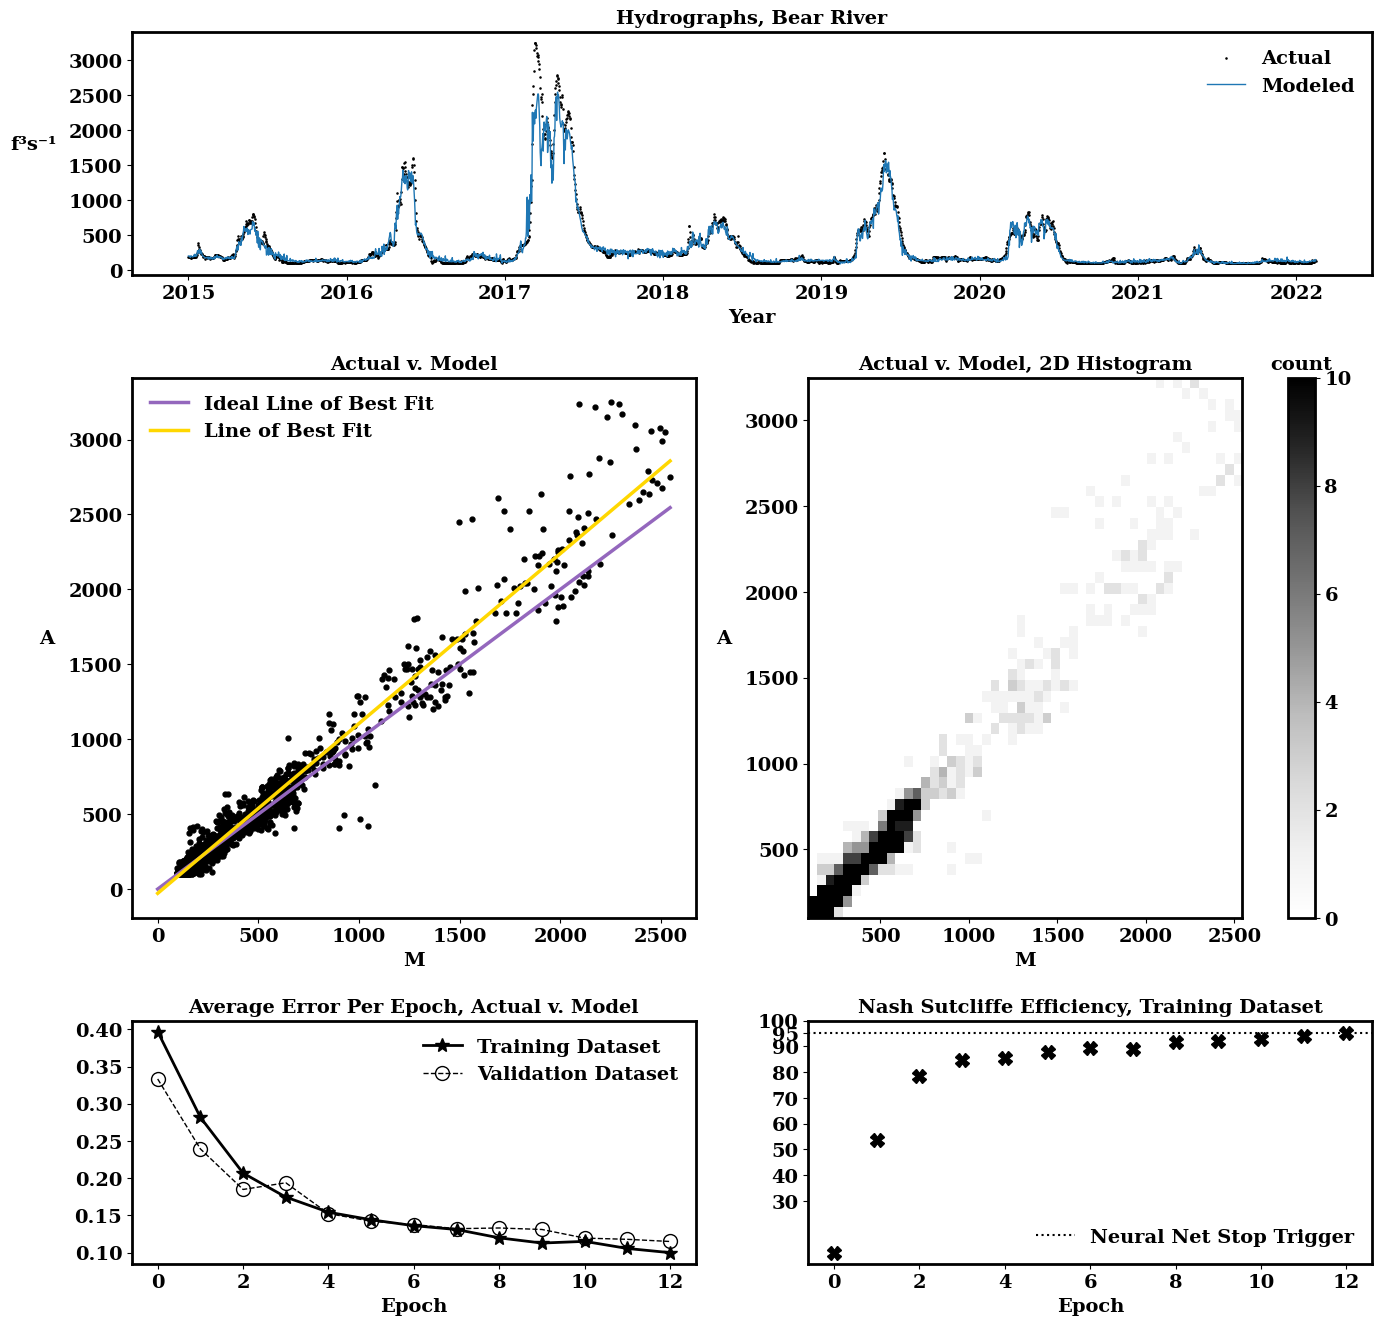 Hydrographs, Bear River
3000
2500
2000
1500
1000
500
0
f³s⁻¹
Actual
Modeled
2015 2016 2017 2018 2019 2020 2021 2022
Year
Actual v. Model
Ideal Line of Best Fit
Line of Best Fit
3000
2500
2000
1500
1000
500
0
A
0 500 1000 1500 2000 2500
M
Actual v. Model, 2D Histogram
3000
2500
2000
1500
1000
500
A
500 1000 1500 2000 2500
M
count
10
8
6
4
2
0
Average Error Per Epoch, Actual v. Model
0.40
0.35
0.30
0.25
0.20
0.15
0.10
Training Dataset
Validation Dataset
0 2 4 6 8 10 12
Epoch
Nash Sutcliffe Efficiency, Training Dataset
100
95
90
80
70
60
50
40
30
Neural Net Stop Trigger
0 2 4 6 8 10 12
Epoch